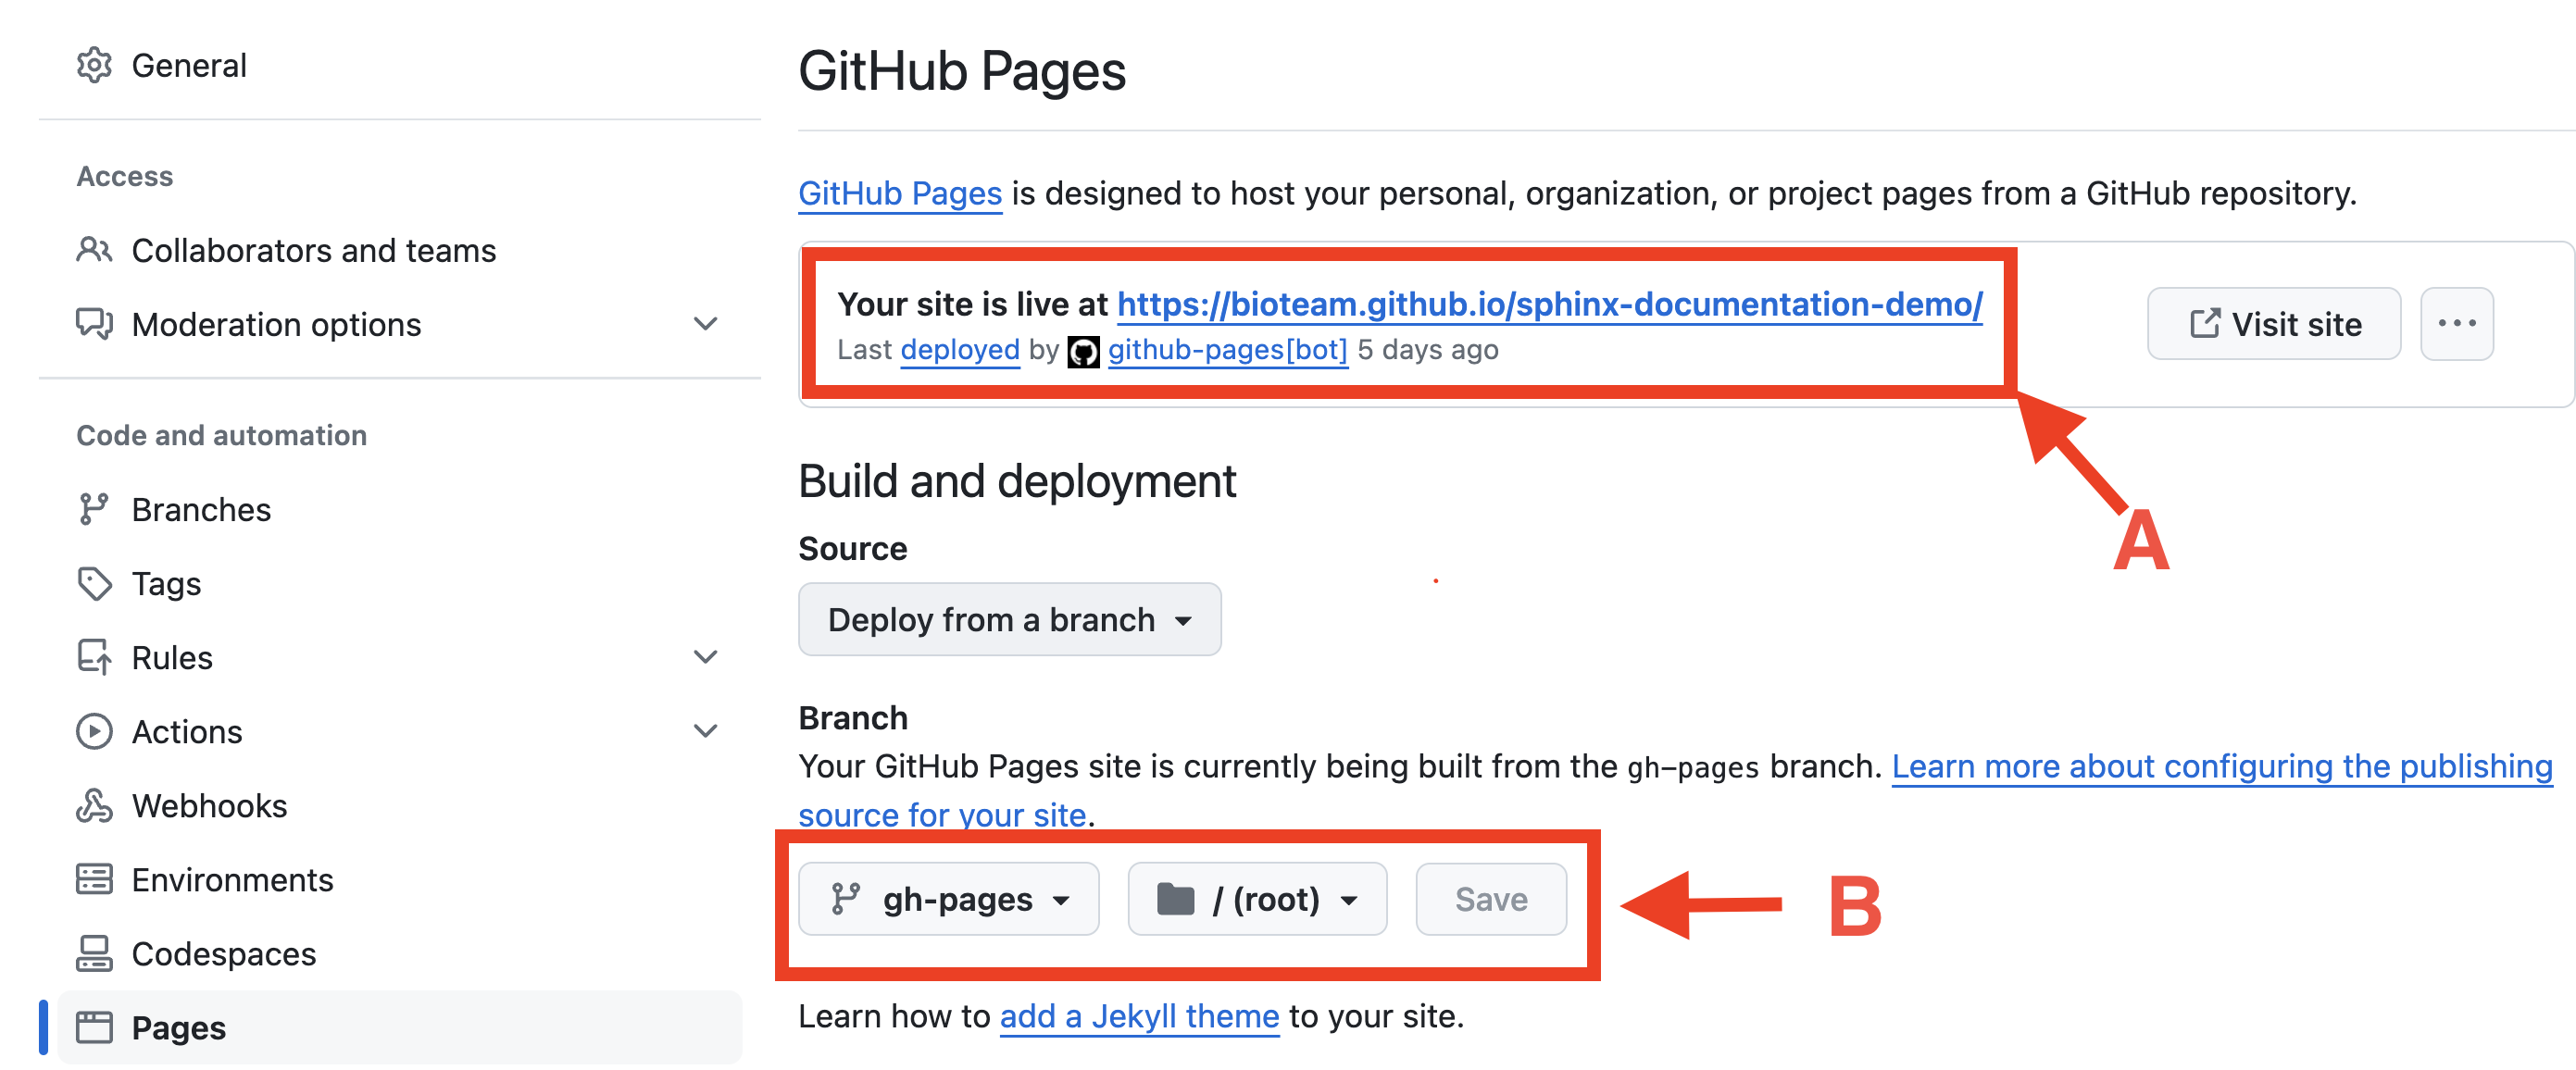 General
Access
Collaborators and teams
Moderation options
Code and automation
Branches
Tags
Rules
Actions
Webhooks
Environments
Codespaces
Pages
GitHub Pages
GitHub Pages is designed to host your personal, organization, or project pages from a GitHub repository.
Your site is live at https://bioteam.github.io/sphinx-documentation-demo/
Last deployed by github-pages[bot] 5 days ago
Visit site
A
Build and deployment
Source
Deploy from a branch
Branch
Your GitHub Pages site is currently being built from the gh-pages branch. Learn more about configuring the publishing
source for your site.
gh-pages / (root) Save
B
Learn how to add a Jekyll theme to your site.